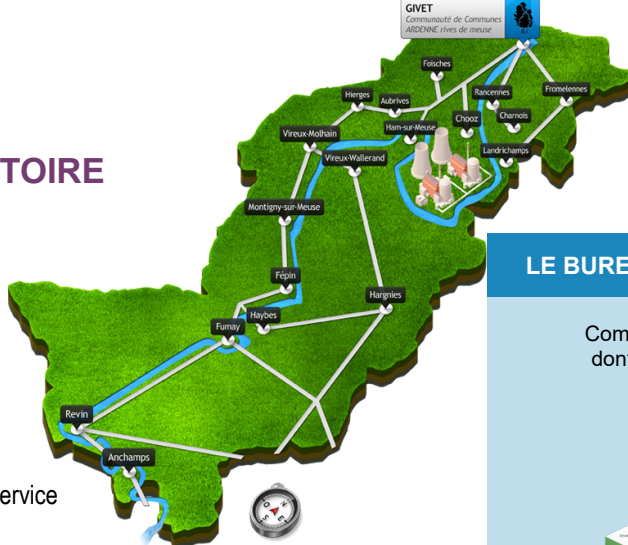 GIVET
Communauté de Communes
ARDENNE rives de meuse
Foisches
Hierges
Aubrives
Rancennes
Fromelennes
Chooz
Charnois
Ham-sur-Meuse
Vireux-Molhain
Vireux-Wallerand
Landrichamps
TOIRE
Montigny-sur-Meuse
LE BURE
Fépin
Hargnies
Haybes
Fumay
Com
dont
Revin
Anchamps
ervice
N
O
E
S